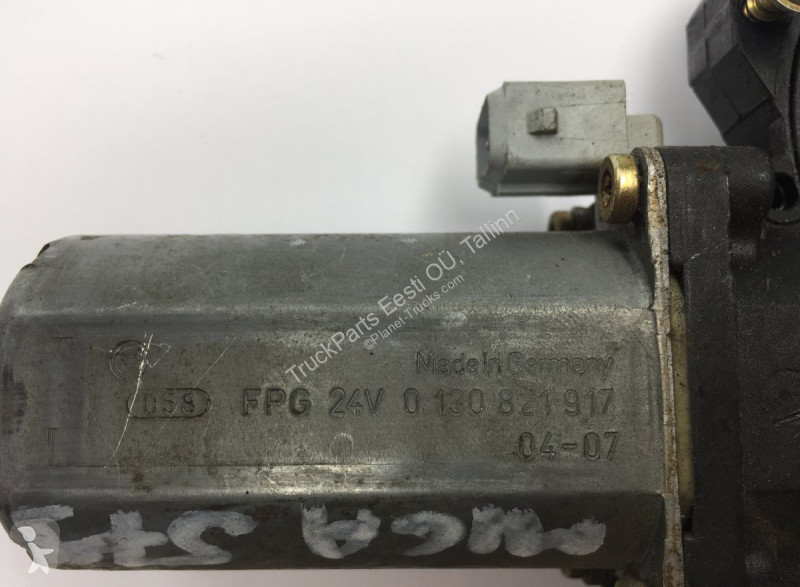 TruckParts Eesti OÜ, Tallinn
©Planet-Trucks.com
Made in Germany
058 FPG 24V 0 130 821 917
04-07